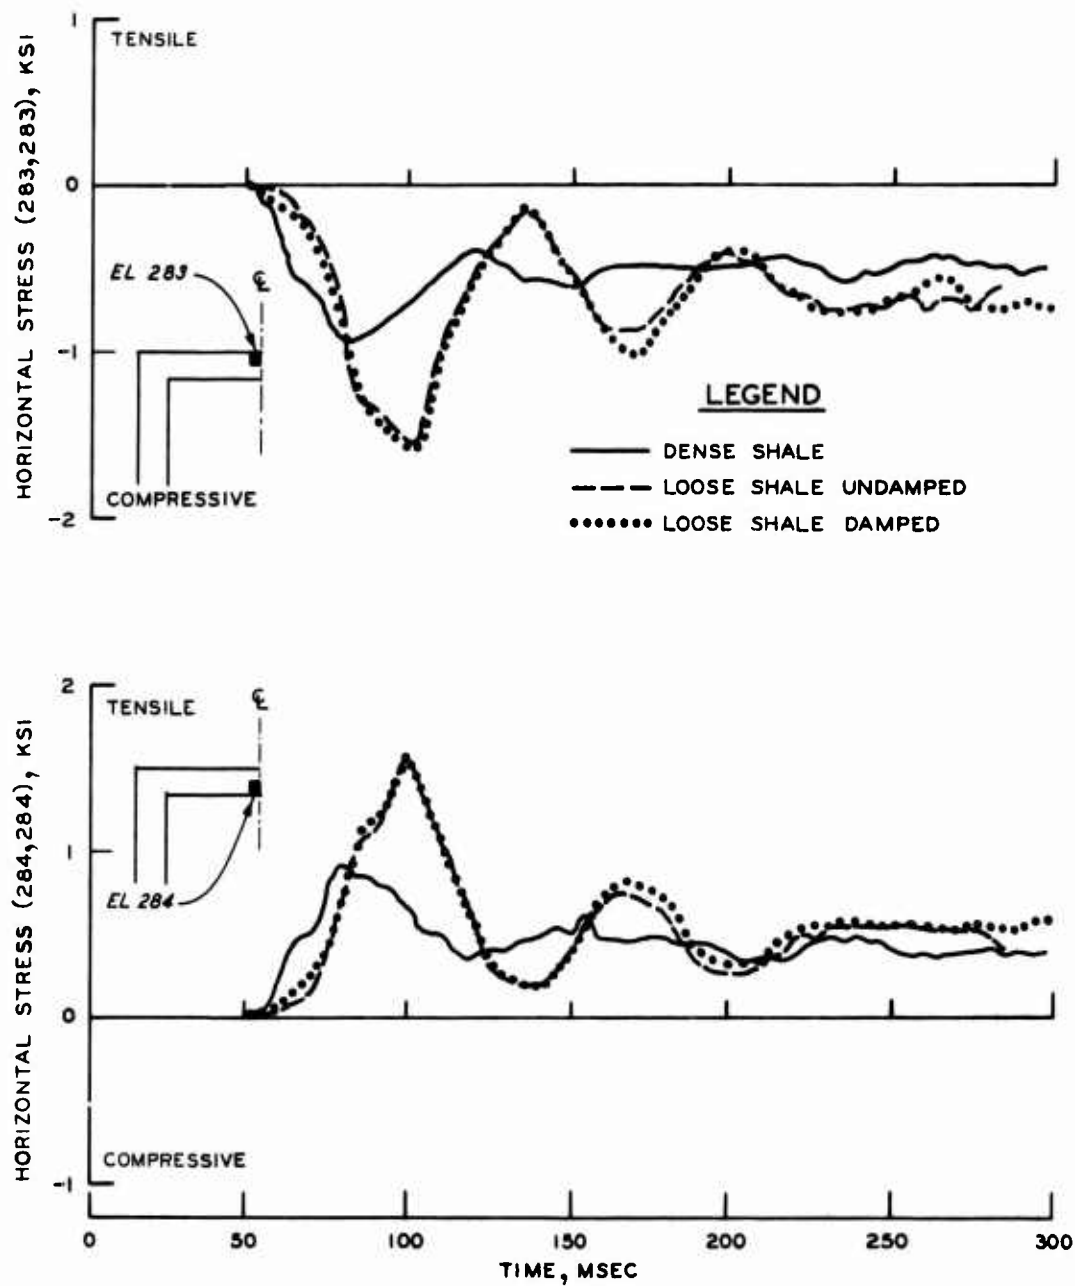 HORIZONTAL STRESS (283,283), KSI
1
TENSILE
0
EL 283
℄
-1
COMPRESSIVE
-2
LEGEND
DENSE SHALE
LOOSE SHALE UNDAMPED
LOOSE SHALE DAMPED
HORIZONTAL STRESS (284,284), KSI
2
TENSILE
℄
1
EL 284
0
COMPRESSIVE
-1
0 50 100 150 200 250 300
TIME, MSEC